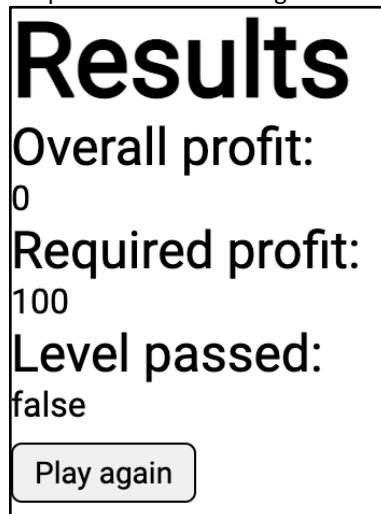 Results
Overall profit:
0
Required profit:
100
Level passed:
false
Play again